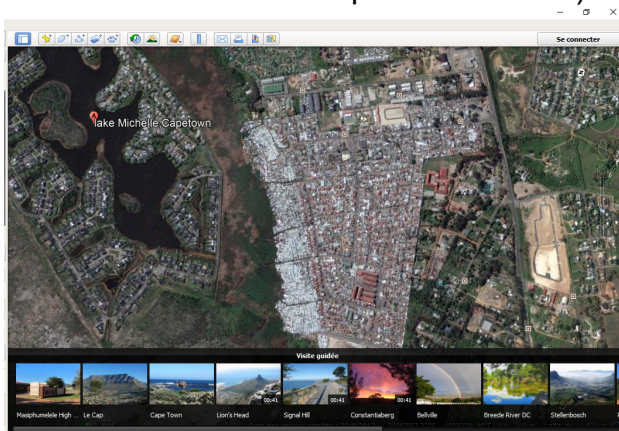 Se connecter
lake Michelle Capetown
Visite guidée
00:41
00:41
00:41
Masiphumelele High ...
Le Cap
Cape Town
Lion's Head
Signal Hill
Constantiaberg
Bellville
Breede River DC
Stellenbosch